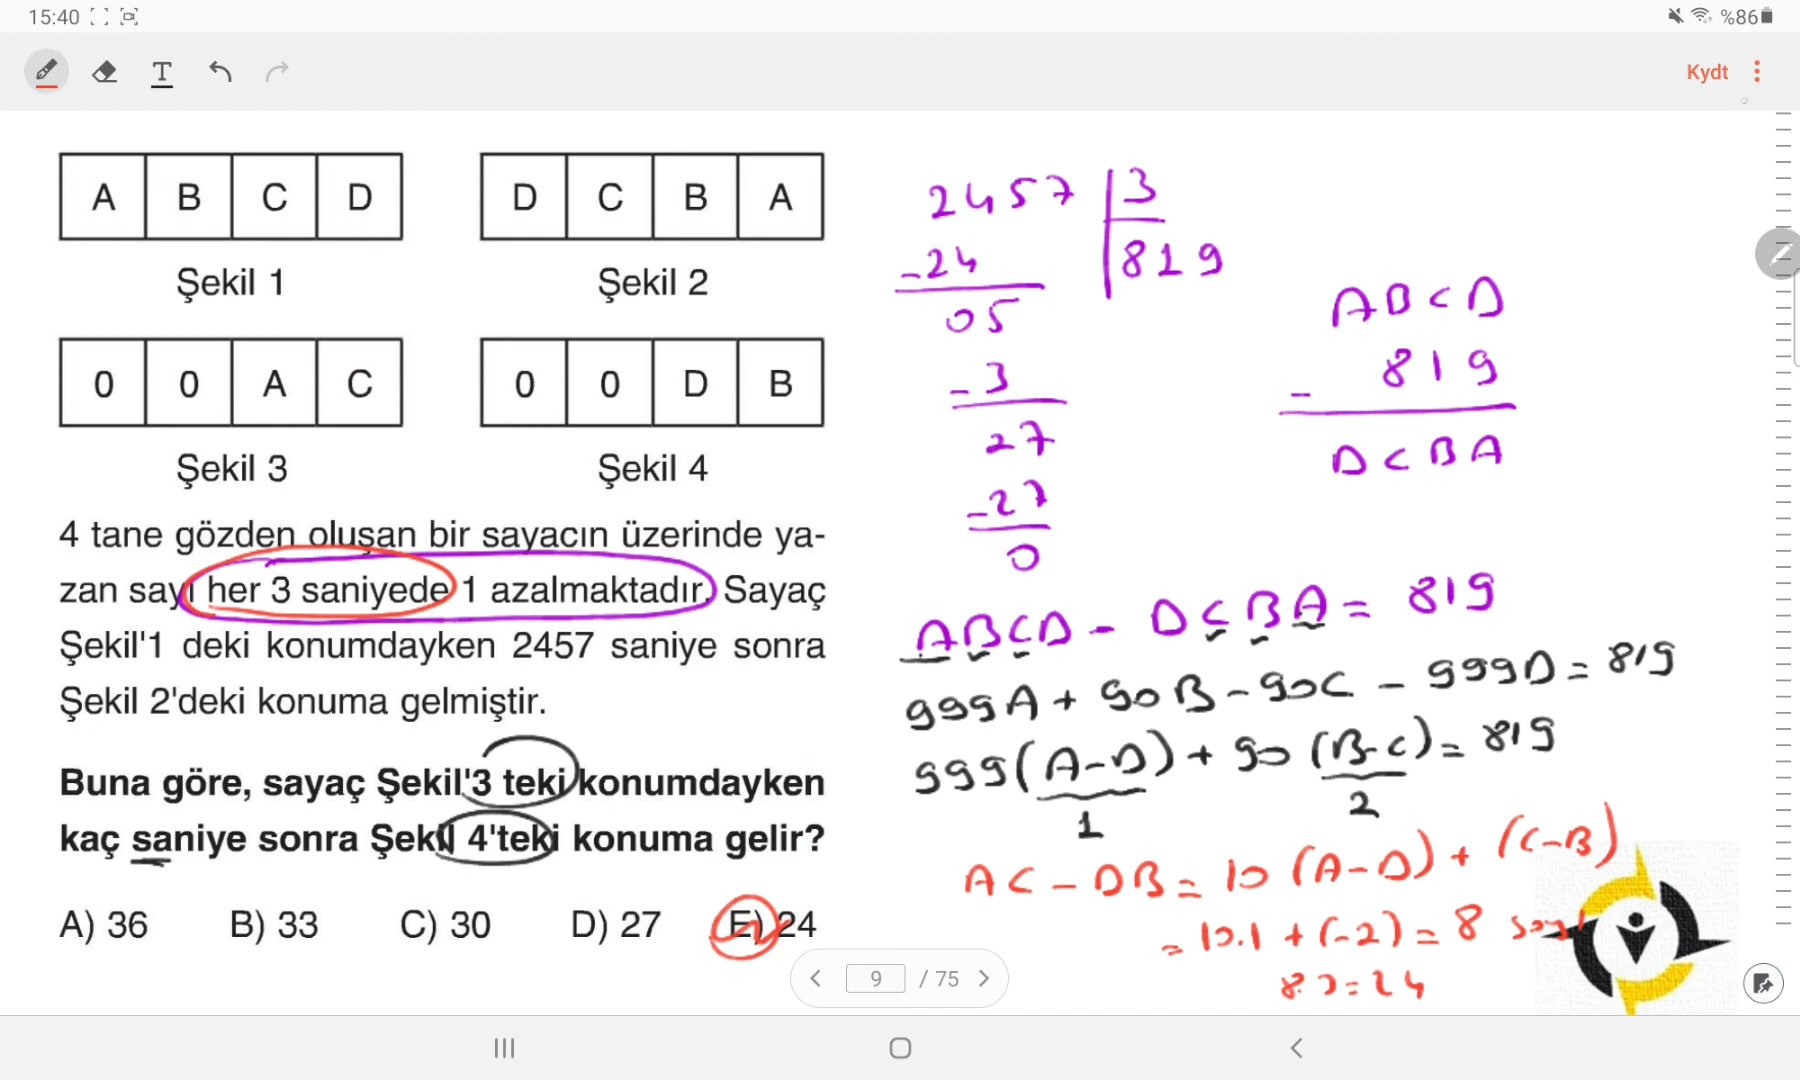 15:40
%86
T
Kydt
A B C D
Şekil 1
D C B A
Şekil 2
0 0 A C
Şekil 3
0 0 D B
Şekil 4
4 tane gözden oluşan bir sayacın üzerinde ya-
zan sayı her 3 saniyede 1 azalmaktadır. Sayaç
Şekil'1 deki konumdayken 2457 saniye sonra
Şekil 2'deki konuma gelmiştir.
Buna göre, sayaç Şekil'3 teki konumdayken
kaç saniye sonra Şekil 4'teki konuma gelir?
A) 36 B) 33 C) 30 D) 27 E) 24
2457 | 3
-24 819
05
-3
27
-27
0
ABCD
- 819
DCBA
ABCD - DCBA = 819
999A + 90B - 90C - 999D = 819
999(A-D) + 90(B-C) = 819
1 2
AC - DB = 10(A-D) + (C-B)
= 10.1 + (-2) = 8
8.3=24
9 / 75